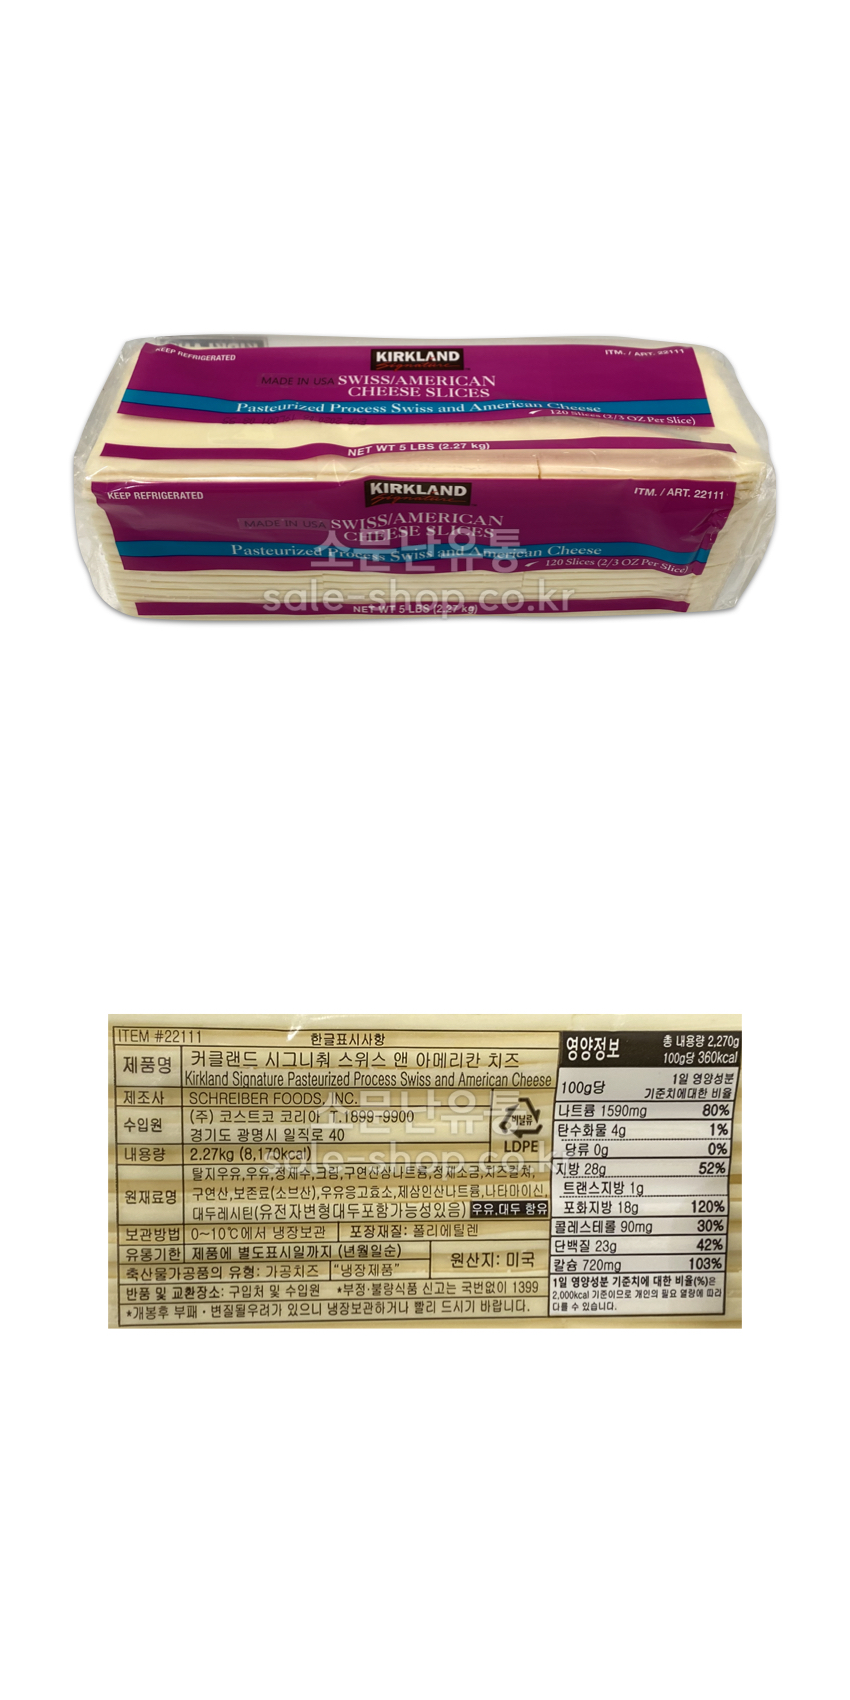 KEEP REFRIGERATED
KIRKLAND
Signature
ITM. / ART. 22111
MADE IN USA SWISS/AMERICAN
CHEESE SLICES
Pasteurized Process Swiss and American Cheese
120 Slices (2/3 OZ Per Slice)
NET WT 5 LBS (2.27 kg)
KEEP REFRIGERATED
KIRKLAND
Signature
ITM. / ART. 22111
MADE IN USA SWISS/AMERICAN
CHEESE SLICES
Pasteurized Process Swiss and American Cheese
120 Slices (2/3 OZ Per Slice)
NET WT 5 LBS (2.27 kg)
소문난유통
sale-shop.co.kr
ITEM #22111
한글표시사항
제품명
커클랜드 시그니춰 스위스 앤 아메리칸 치즈
Kirkland Signature Pasteurized Process Swiss and American Cheese
제조사 SCHREIBER FOODS, INC.
수입원
(주) 코스트코 코리아 T.1899-9900
경기도 광명시 일직로 40
비닐류
LDPE
내용량 2.27kg (8,170kcal)
원재료명
탈지우유,우유,정제수,크림,구연산삼나트륨,정제소금,치즈컬쳐,
구연산,보존료(소브산),우유응고효소,제삼인산나트륨,나타마이신,
대두레시틴(유전자변형대두포함가능성있음) 우유,대두 함유
보관방법 0~10℃에서 냉장보관 포장재질: 폴리에틸렌
유통기한 제품에 별도표시일까지 (년월일순)
원산지: 미국
축산물가공품의 유형: 가공치즈 "냉장제품"
반품 및 교환장소: 구입처 및 수입원 *부정·불량식품 신고는 국번없이 1399
*개봉후 부패·변질될우려가 있으니 냉장보관하거나 빨리 드시기 바랍니다.
영양정보
총 내용량 2,270g
100g당 360kcal
100g당
1일 영양성분
기준치에대한 비율
나트륨 1590mg 80%
탄수화물 4g 1%
당류 0g 0%
지방 28g 52%
트랜스지방 1g
포화지방 18g 120%
콜레스테롤 90mg 30%
단백질 23g 42%
칼슘 720mg 103%
1일 영양성분 기준치에 대한 비율(%)은
2,000kcal 기준이므로 개인의 필요 열량에 따라
다를 수 있습니다.
소문난유통
sale-shop.co.kr